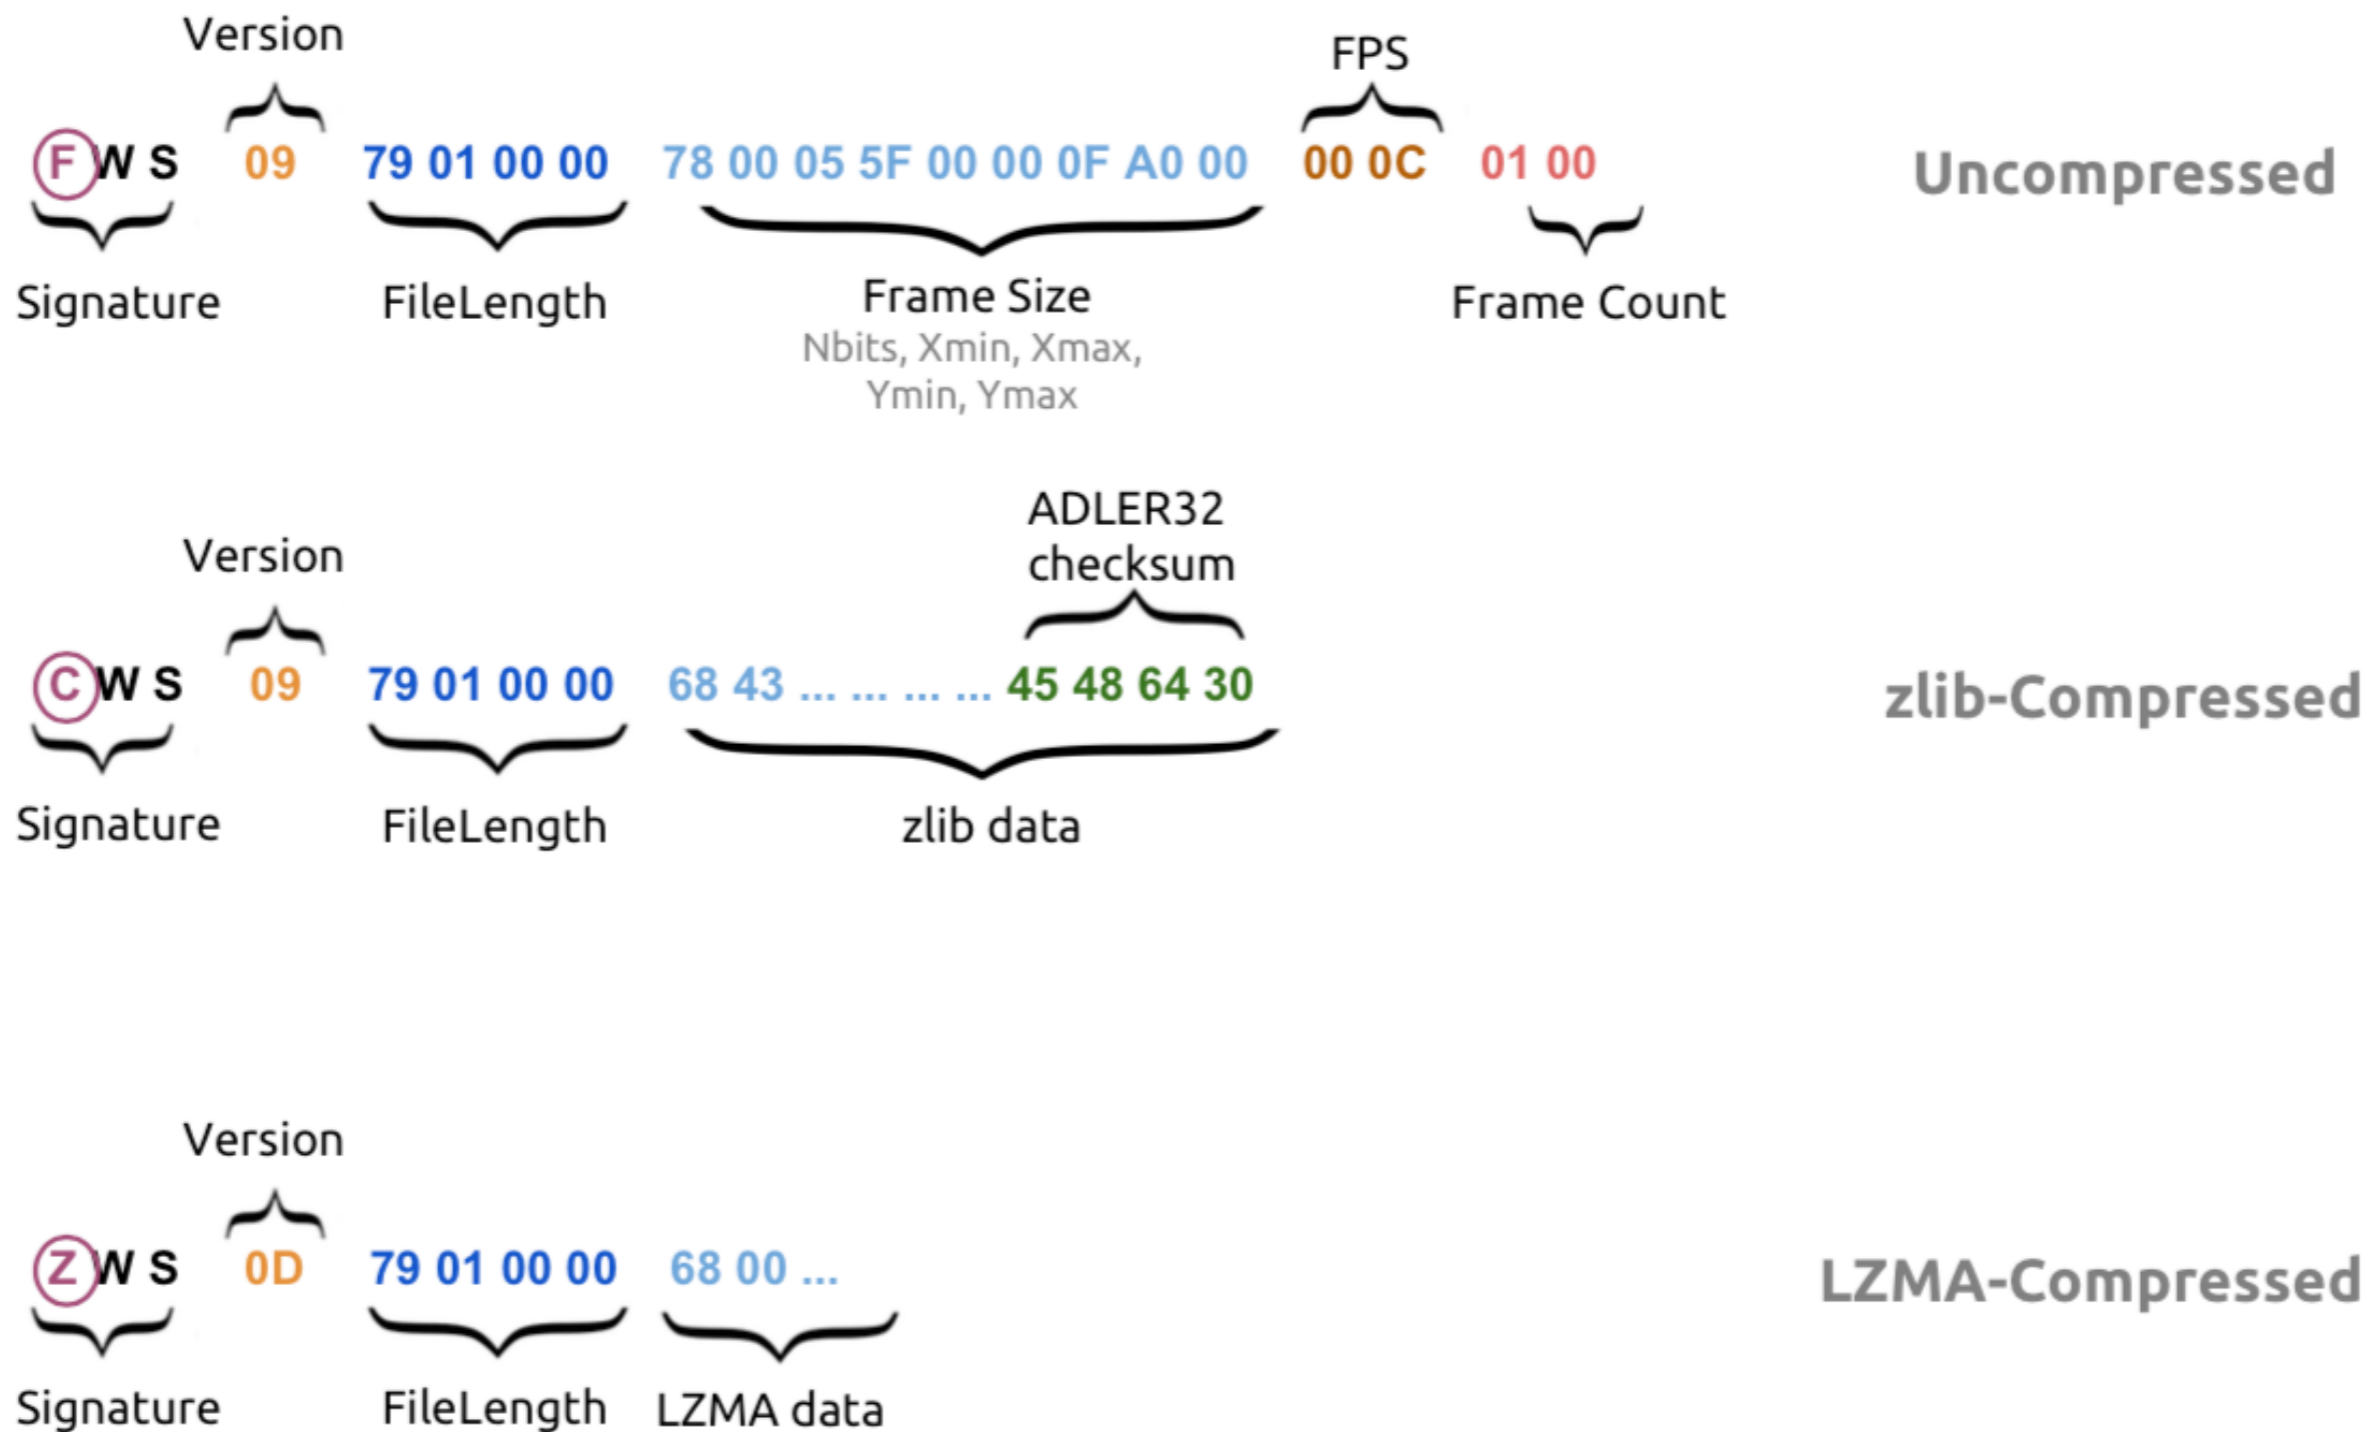 Version
FPS
F W S 09 79 01 00 00 78 00 05 5F 00 00 0F A0 00 00 0C 01 00 Uncompressed
Signature FileLength Frame Size Frame Count
Nbits, Xmin, Xmax,
Ymin, Ymax
ADLER32
Version checksum
C W S 09 79 01 00 00 68 43 ... ... ... ... 45 48 64 30 zlib-Compressed
Signature FileLength zlib data
Version
Z W S 0D 79 01 00 00 68 00 ... LZMA-Compressed
Signature FileLength LZMA data